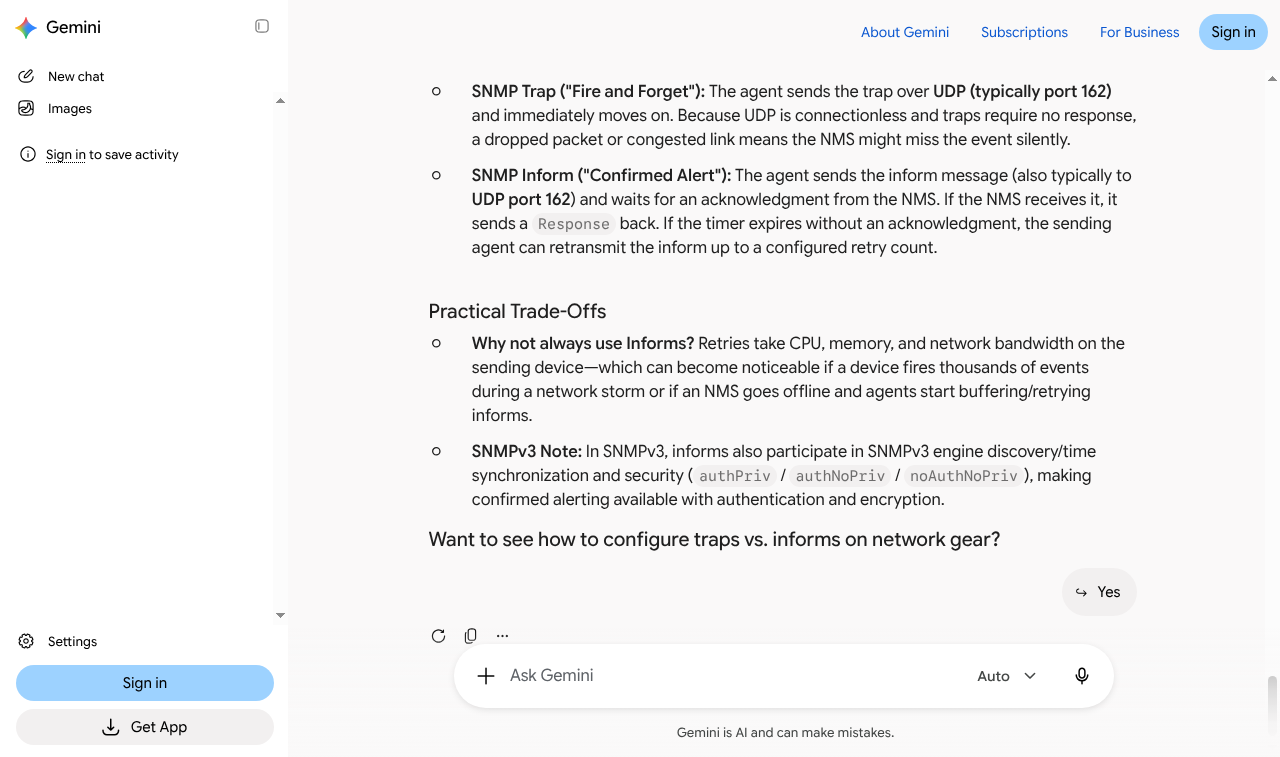 Gemini
New chat
Images
Sign in to save activity
Settings
Sign in
Get App
About Gemini
Subscriptions
For Business
Sign in
SNMP Trap ("Fire and Forget"): The agent sends the trap over UDP (typically port 162)
and immediately moves on. Because UDP is connectionless and traps require no response,
a dropped packet or congested link means the NMS might miss the event silently.
SNMP Inform ("Confirmed Alert"): The agent sends the inform message (also typically to
UDP port 162) and waits for an acknowledgment from the NMS. If the NMS receives it, it
sends a Response back. If the timer expires without an acknowledgment, the sending
agent can retransmit the inform up to a configured retry count.
Practical Trade-Offs
Why not always use Informs? Retries take CPU, memory, and network bandwidth on the
sending device—which can become noticeable if a device fires thousands of events
during a network storm or if an NMS goes offline and agents start buffering/retrying
informs.
SNMPv3 Note: In SNMPv3, informs also participate in SNMPv3 engine discovery/time
synchronization and security (authPriv / authNoPriv / noAuthNoPriv), making
confirmed alerting available with authentication and encryption.
Want to see how to configure traps vs. informs on network gear?
Yes
Ask Gemini
Auto
Gemini is AI and can make mistakes.